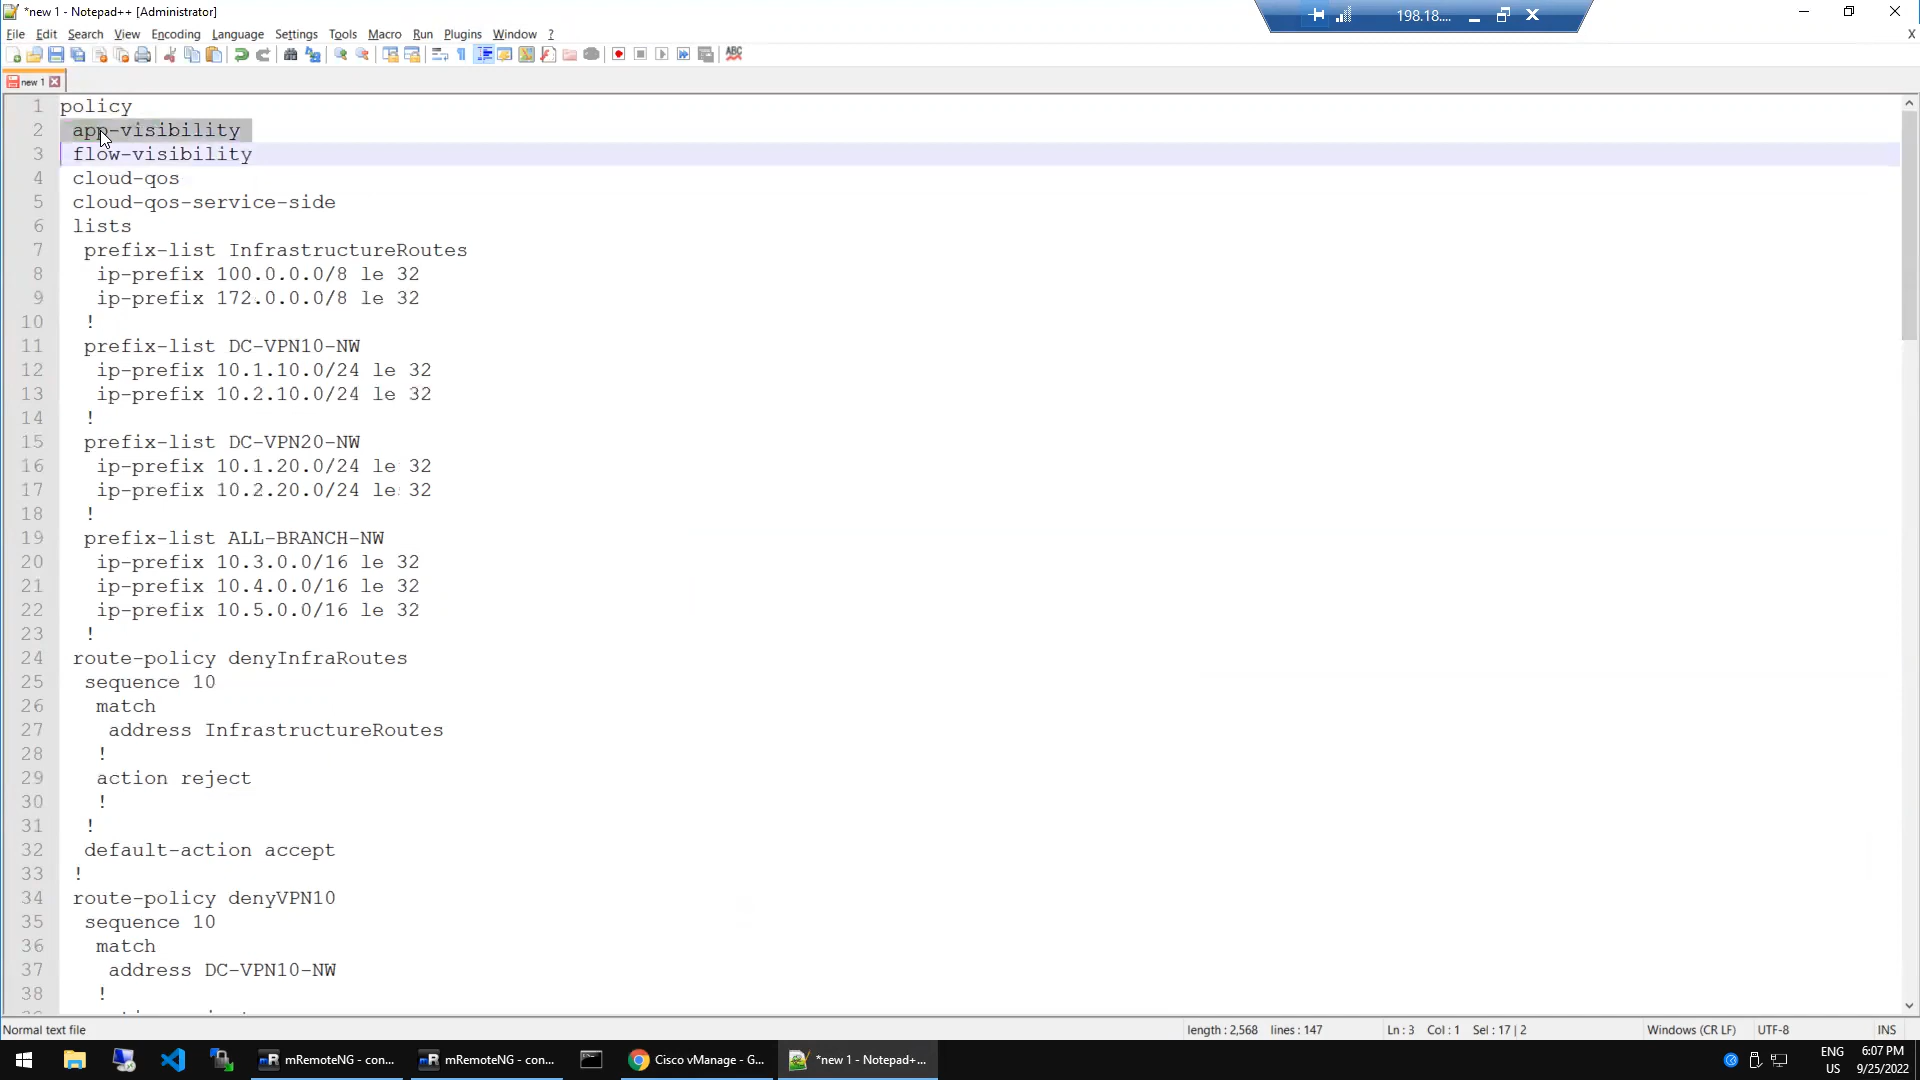 *new 1 - Notepad++ [Administrator]
198.18....
File Edit Search View Encoding Language Settings Tools Macro Run Plugins Window ?
X
ABC
new 1
1 policy
2 app-visibility
3 flow-visibility
4 cloud-qos
5 cloud-qos-service-side
6 lists
7 prefix-list InfrastructureRoutes
8 ip-prefix 100.0.0.0/8 le 32
9 ip-prefix 172.0.0.0/8 le 32
10 !
11 prefix-list DC-VPN10-NW
12 ip-prefix 10.1.10.0/24 le 32
13 ip-prefix 10.2.10.0/24 le 32
14 !
15 prefix-list DC-VPN20-NW
16 ip-prefix 10.1.20.0/24 le 32
17 ip-prefix 10.2.20.0/24 le 32
18 !
19 prefix-list ALL-BRANCH-NW
20 ip-prefix 10.3.0.0/16 le 32
21 ip-prefix 10.4.0.0/16 le 32
22 ip-prefix 10.5.0.0/16 le 32
23 !
24 route-policy denyInfraRoutes
25 sequence 10
26 match
27 address InfrastructureRoutes
28 !
29 action reject
30 !
31 !
32 default-action accept
33 !
34 route-policy denyVPN10
35 sequence 10
36 match
37 address DC-VPN10-NW
38 !
Normal text file length : 2,568 lines : 147 Ln : 3 Col : 1 Sel : 17 | 2 Windows (CR LF) UTF-8 INS
mRemoteNG - con... mRemoteNG - con... Cisco vManage - G... *new 1 - Notepad+... ENG 6:07 PM
US 9/25/2022